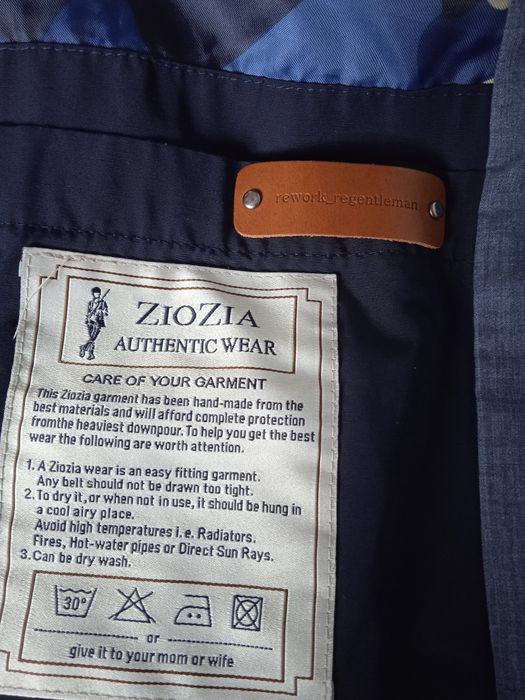 rework_regentleman
ZIOZIA
AUTHENTIC WEAR
CARE OF YOUR GARMENT
This Ziozia garment has been hand-made from the
best materials and will afford complete protection
fromthe heaviest downpour. To help you get the best
wear the following are worth attention.
1. A Ziozia wear is an easy fitting garment.
Any belt should not be drawn too tight.
2. To dry it, or when not in use, it should be hung in
a cool airy place.
Avoid high temperatures i. e. Radiators.
Fires, Hot-water pipes or Direct Sun Rays.
3. Can be dry wash.
30°
or
give it to your mom or wife